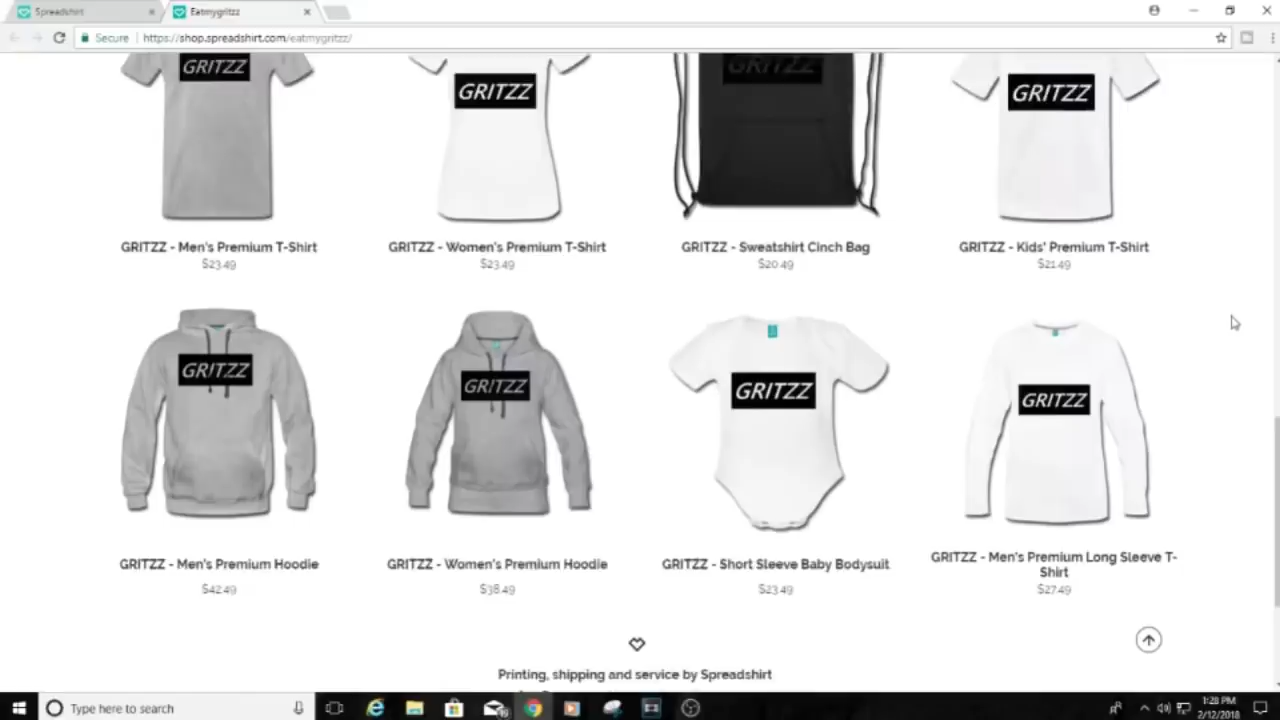 Spreadshirt
Eatmygritzz
Secure
https://shop.spreadshirt.com/eatmygritzz/
GRITZZ
GRITZZ
GRITZZ
GRITZZ
GRITZZ - Men's Premium T-Shirt
$23.49
GRITZZ - Women's Premium T-Shirt
$23.49
GRITZZ - Sweatshirt Cinch Bag
$20.49
GRITZZ - Kids' Premium T-Shirt
$21.49
GRITZZ
GRITZZ
GRITZZ
GRITZZ
GRITZZ - Men's Premium Hoodie
$42.49
GRITZZ - Women's Premium Hoodie
$38.49
GRITZZ - Short Sleeve Baby Bodysuit
$23.49
GRITZZ - Men's Premium Long Sleeve T-
Shirt
$27.49
Printing, shipping and service by Spreadshirt
Type here to search
1:28 PM
2/12/2018